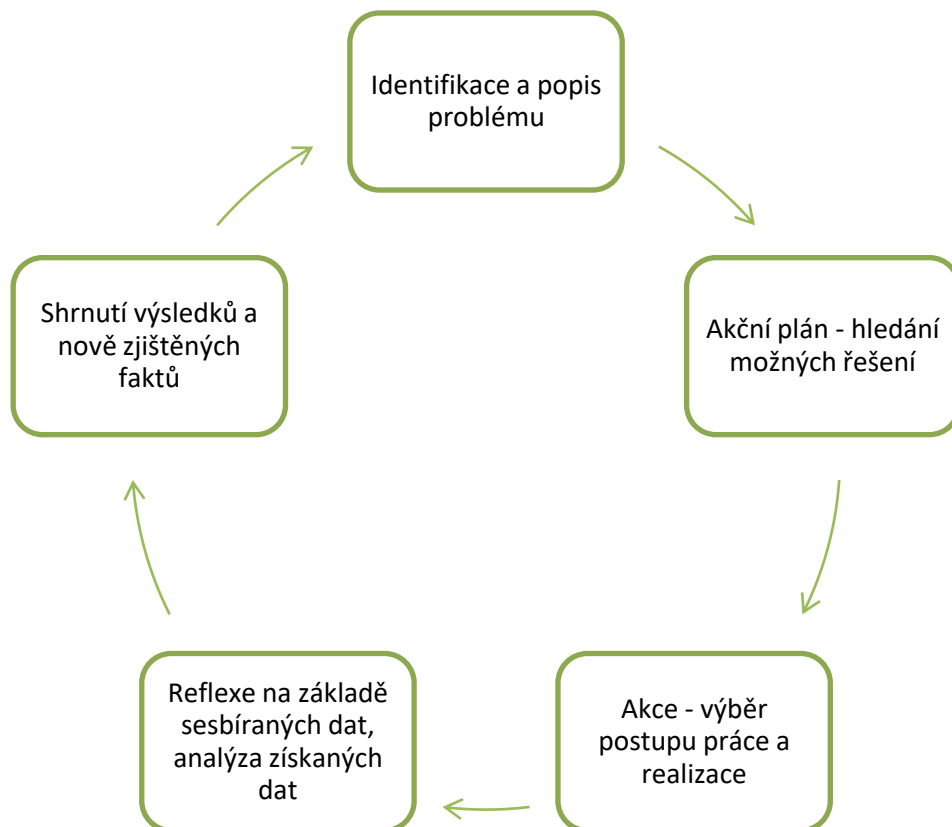 Identifikace a popis
problému
Akční plán - hledání
možných řešení
Akce - výběr
postupu práce a
realizace
Reflexe na základě
sesbíraných dat,
analýza získaných
dat
Shrnutí výsledků a
nově zjištěných
faktů